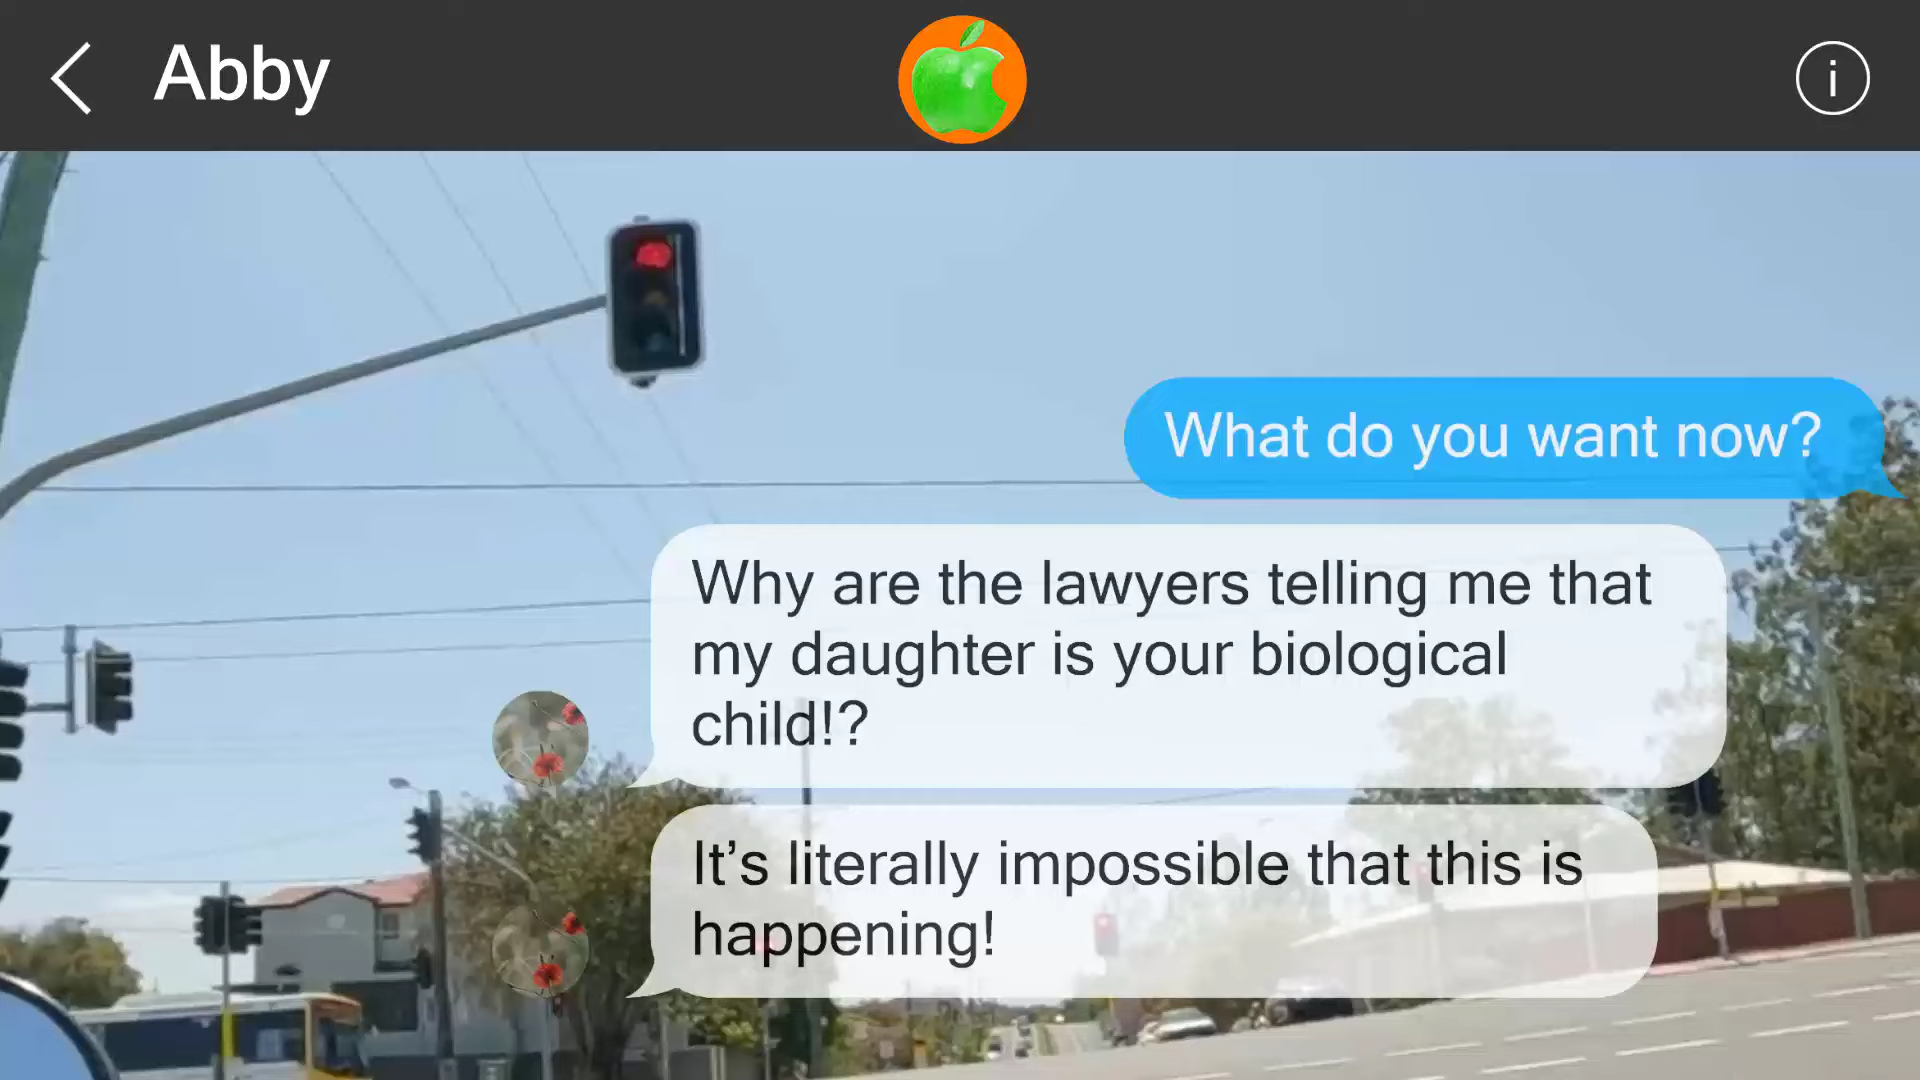 Abby
What do you want now?
Why are the lawyers telling me that
my daughter is your biological
child!?
It's literally impossible that this is
happening!